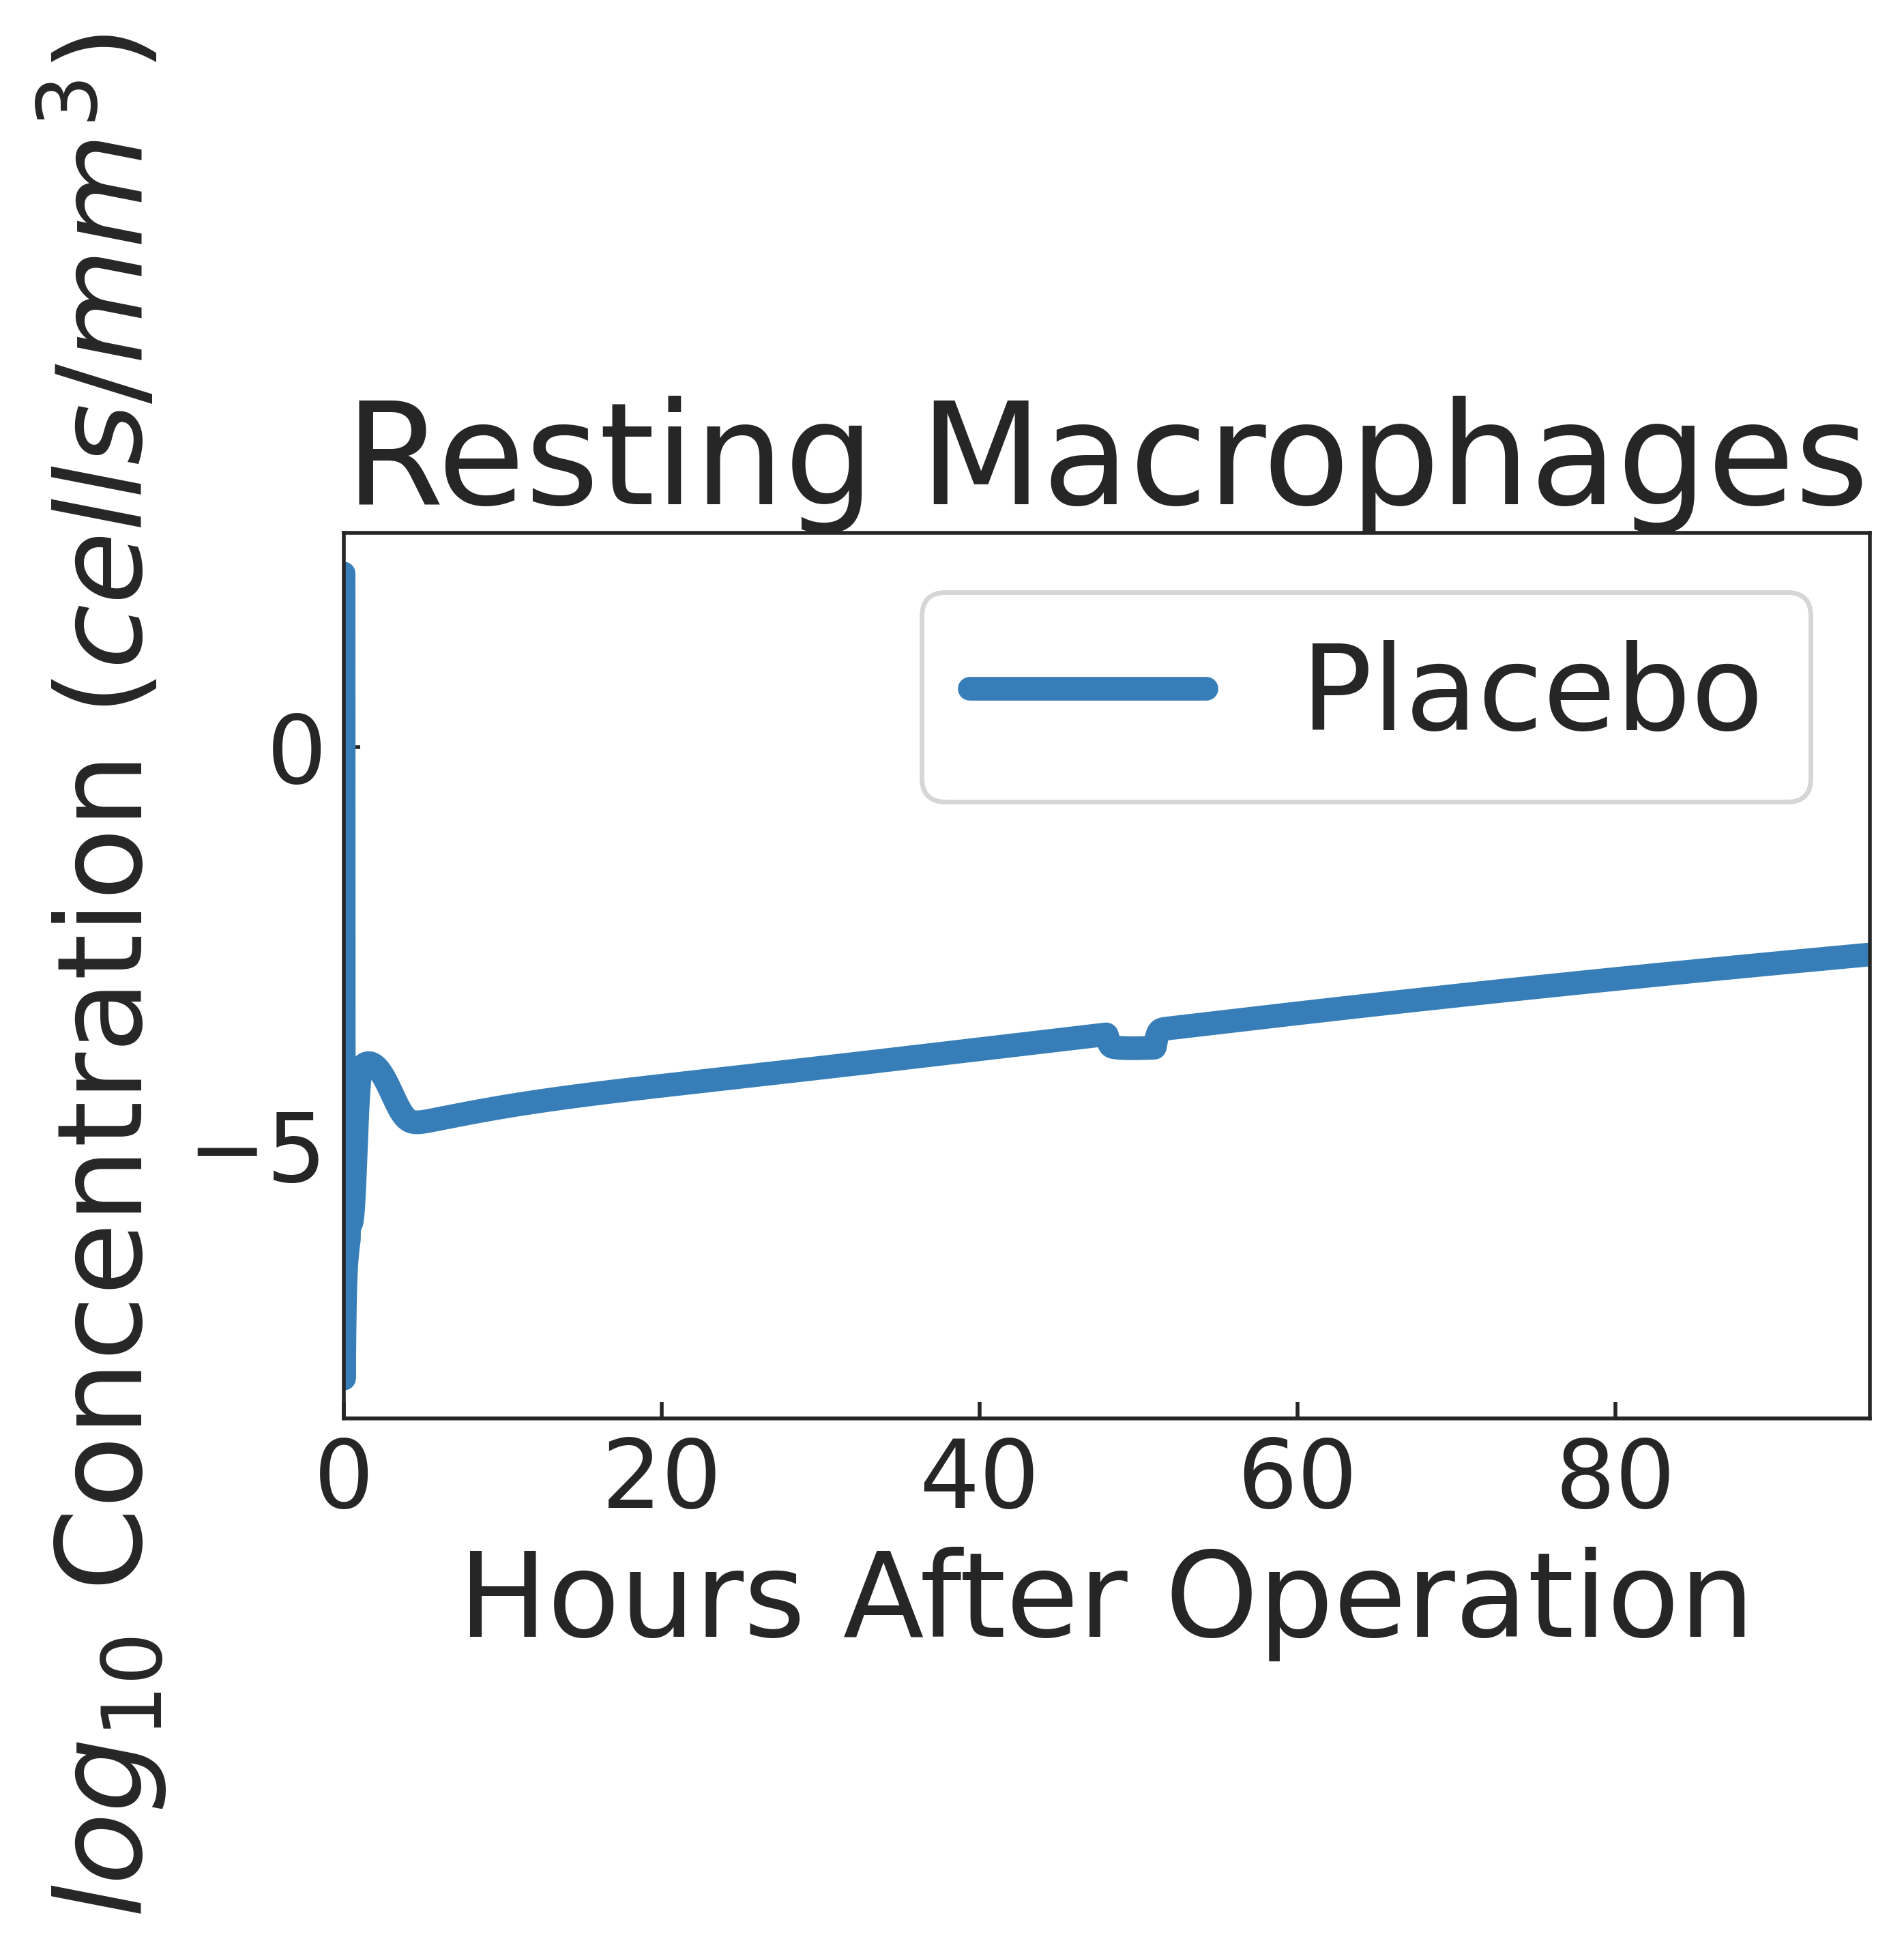 Resting Macrophages
log₁₀ Concentration (cells/mm³)
Placebo
0
−5
0 20 40 60 80
Hours After Operation